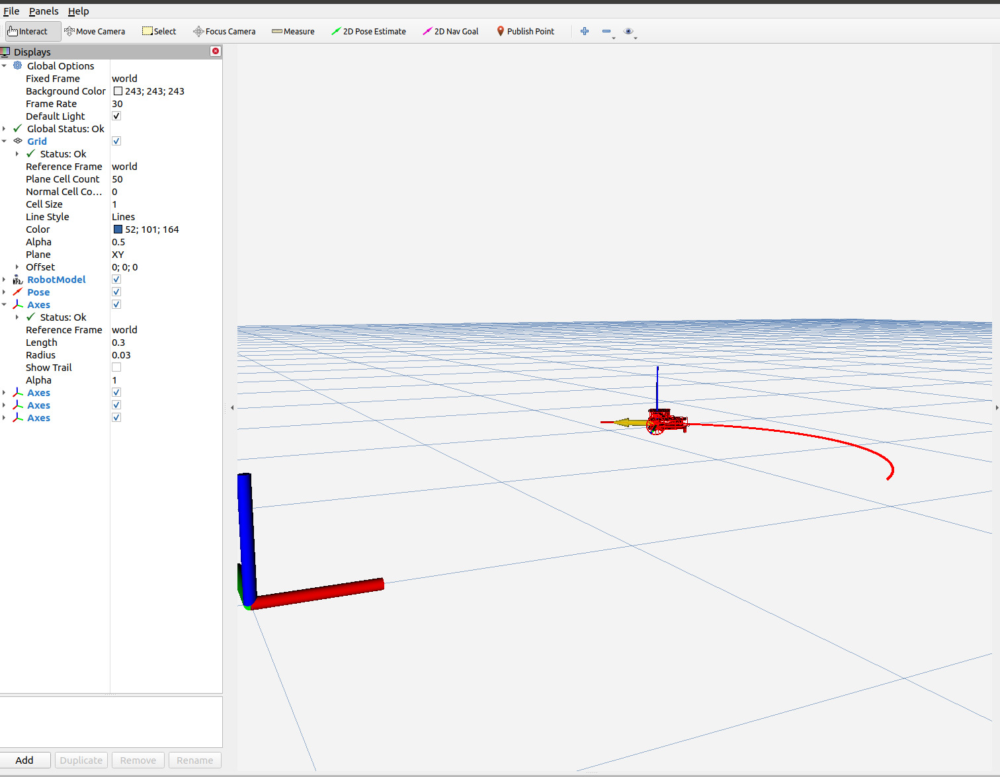 File Panels Help
Interact Move Camera Select Focus Camera Measure 2D Pose Estimate 2D Nav Goal Publish Point
Displays
Global Options
Fixed Frame world
Background Color 243; 243; 243
Frame Rate 30
Default Light
Global Status: Ok
Grid
Status: Ok
Reference Frame world
Plane Cell Count 50
Normal Cell Co... 0
Cell Size 1
Line Style Lines
Color 52; 101; 164
Alpha 0.5
Plane XY
Offset 0; 0; 0
RobotModel
Pose
Axes
Status: Ok
Reference Frame world
Length 0.3
Radius 0.03
Show Trail
Alpha 1
Axes
Axes
Axes
Add Duplicate Remove Rename